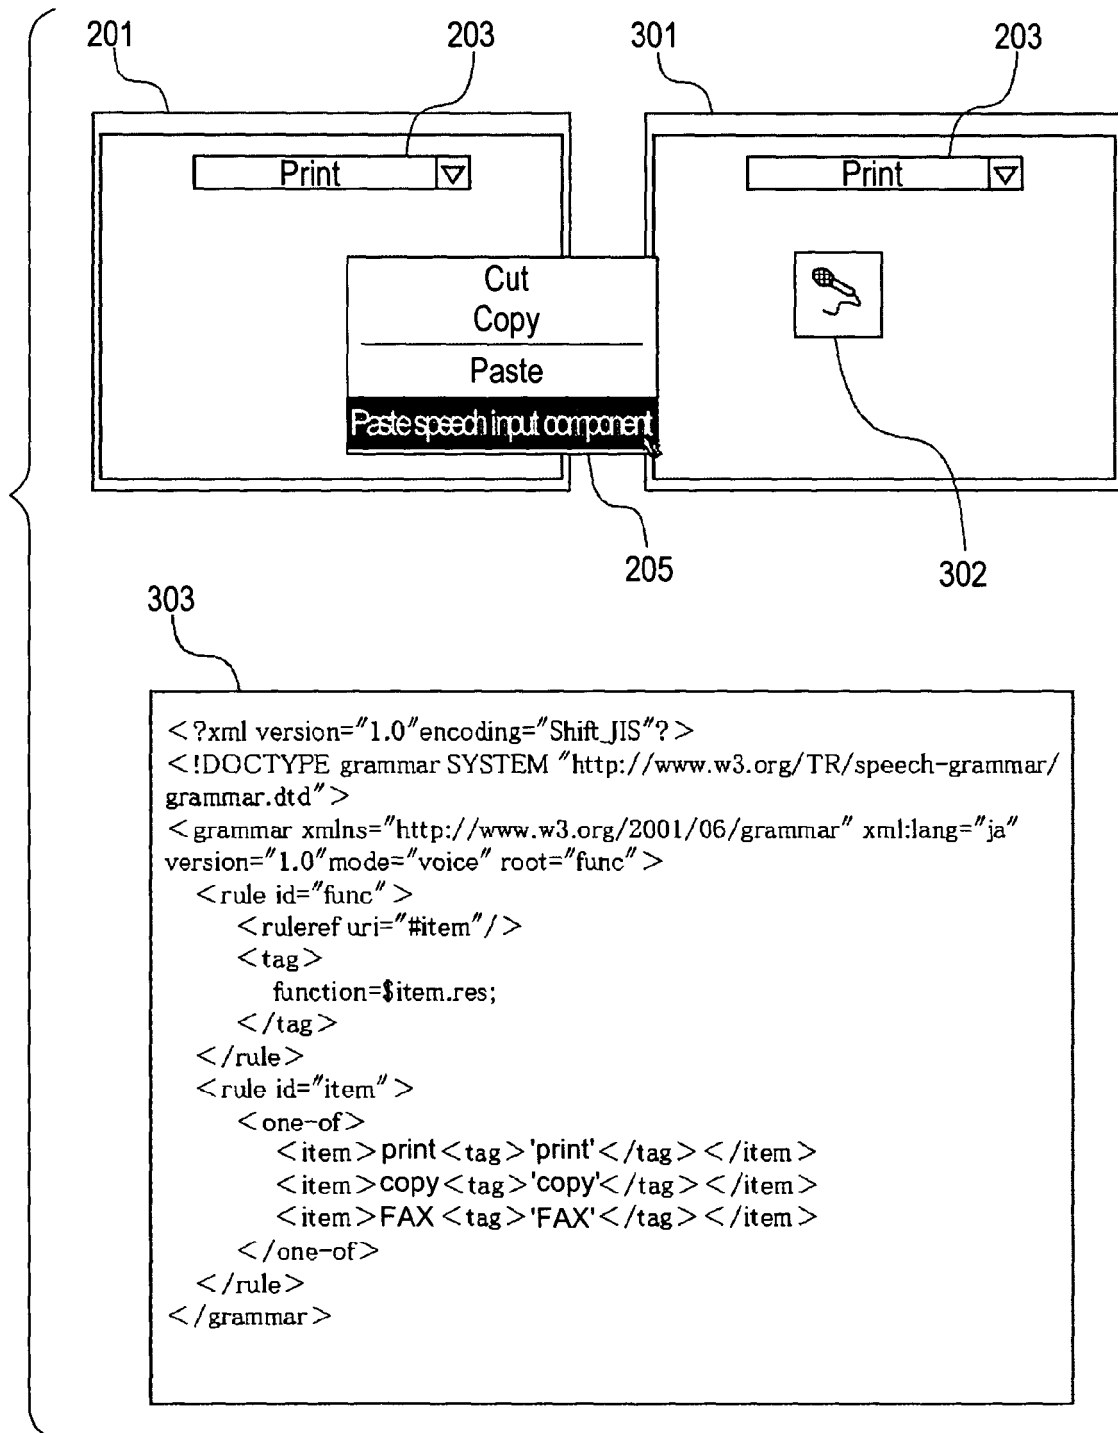 201
203
301
203
Print
Print
Cut
Copy
Paste
Paste speech input component
205
302
303
<?xml version="1.0"encoding="Shift_JIS"?>
<!DOCTYPE grammar SYSTEM "http://www.w3.org/TR/speech-grammar/
grammar.dtd">
<grammar xmlns="http://www.w3.org/2001/06/grammar" xml:lang="ja"
version="1.0"mode="voice" root="func">
<rule id="func">
<ruleref uri="#item"/>
<tag>
function=$item.res;
</tag>
</rule>
<rule id="item">
<one-of>
<item>print<tag>'print'</tag></item>
<item>copy<tag>'copy'</tag></item>
<item>FAX<tag>'FAX'</tag></item>
</one-of>
</rule>
</grammar>